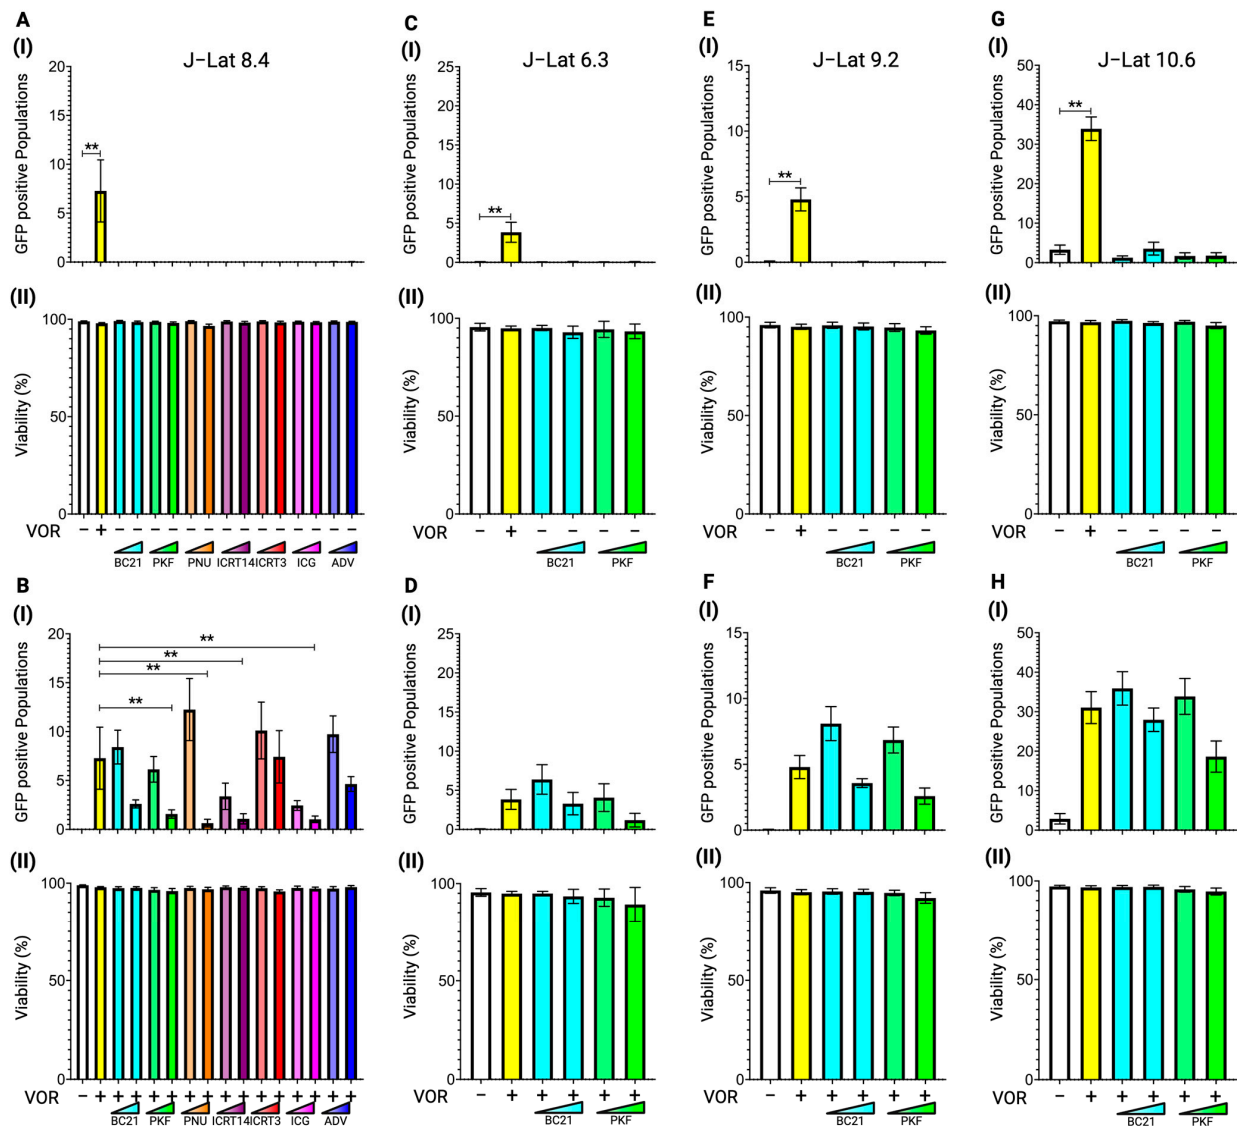 A
(I)
J–Lat 8.4
GFP positive Populations
20
15
10
5
0
**
(II)
Viability (%)
100
50
0
VOR – + – – – – – – – – – – – – – –
BC21 PKF PNU ICRT14 ICRT3 ICG ADV
C
(I)
J–Lat 6.3
GFP positive Populations
25
20
15
10
5
0
**
(II)
Viability (%)
100
50
0
– + – – – –
BC21 PKF
E
(I)
J–Lat 9.2
GFP positive Populations
15
10
5
0
**
(II)
Viability (%)
100
50
0
– + – – – –
BC21 PKF
G
(I)
J–Lat 10.6
GFP positive Populations
50
40
30
20
10
0
**
(II)
Viability (%)
100
50
0
– + – – – –
BC21 PKF
B
(I)
GFP positive Populations
20
15
10
5
0
**
**
**
**
(II)
Viability (%)
100
50
0
VOR – + + + + + + + + + + + + + + +
BC21 PKF PNU ICRT14 ICRT3 ICG ADV
D
(I)
GFP positive Populations
25
20
15
10
5
0
(II)
Viability (%)
100
50
0
– + + + + +
BC21 PKF
F
(I)
GFP positive Populations
15
10
5
0
(II)
Viability (%)
100
50
0
– + + + + +
BC21 PKF
H
(I)
GFP positive Populations
50
40
30
20
10
0
(II)
Viability (%)
100
50
0
– + + + + +
BC21 PKF